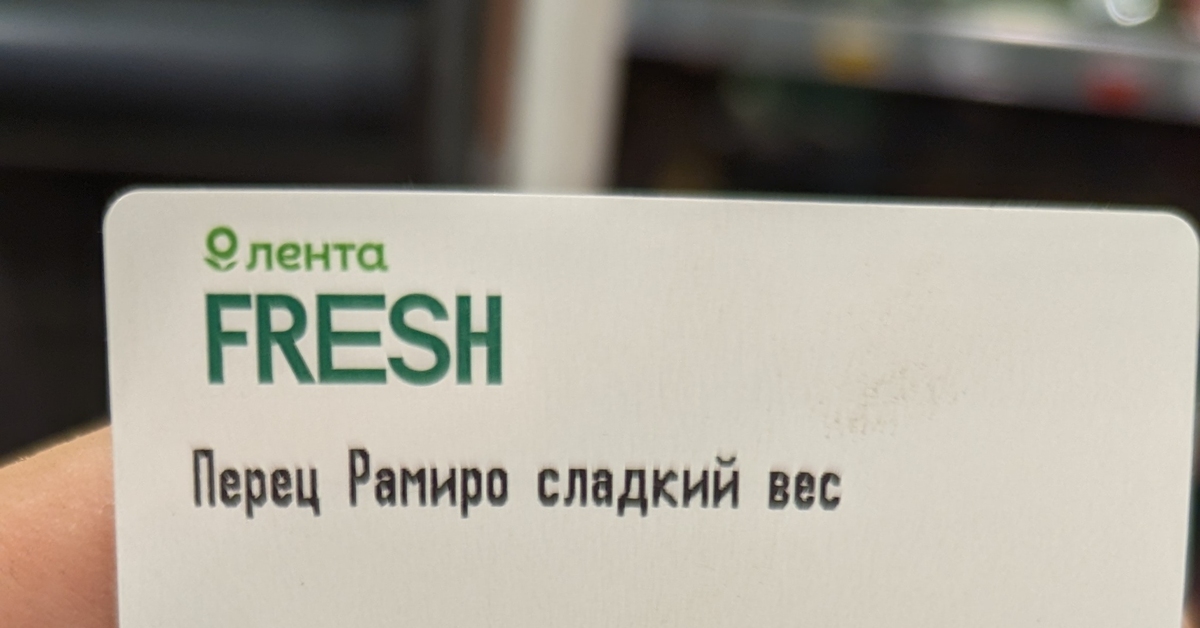 лента
FRESH
Перец Рамиро сладкий вес